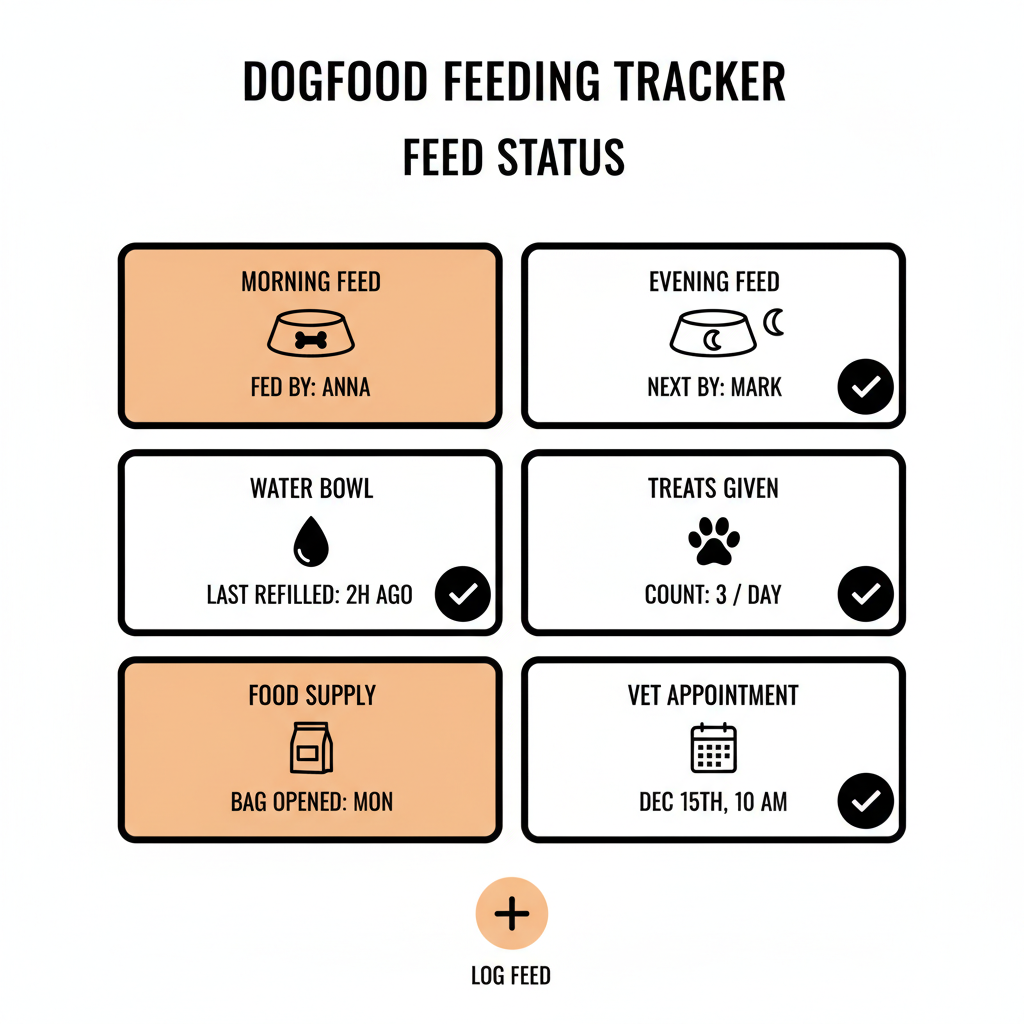 DOGFOOD FEEDING TRACKER
FEED STATUS
MORNING FEED
FED BY: ANNA
EVENING FEED
NEXT BY: MARK
WATER BOWL
LAST REFILLED: 2H AGO
TREATS GIVEN
COUNT: 3 / DAY
FOOD SUPPLY
BAG OPENED: MON
VET APPOINTMENT
DEC 15TH, 10 AM
LOG FEED